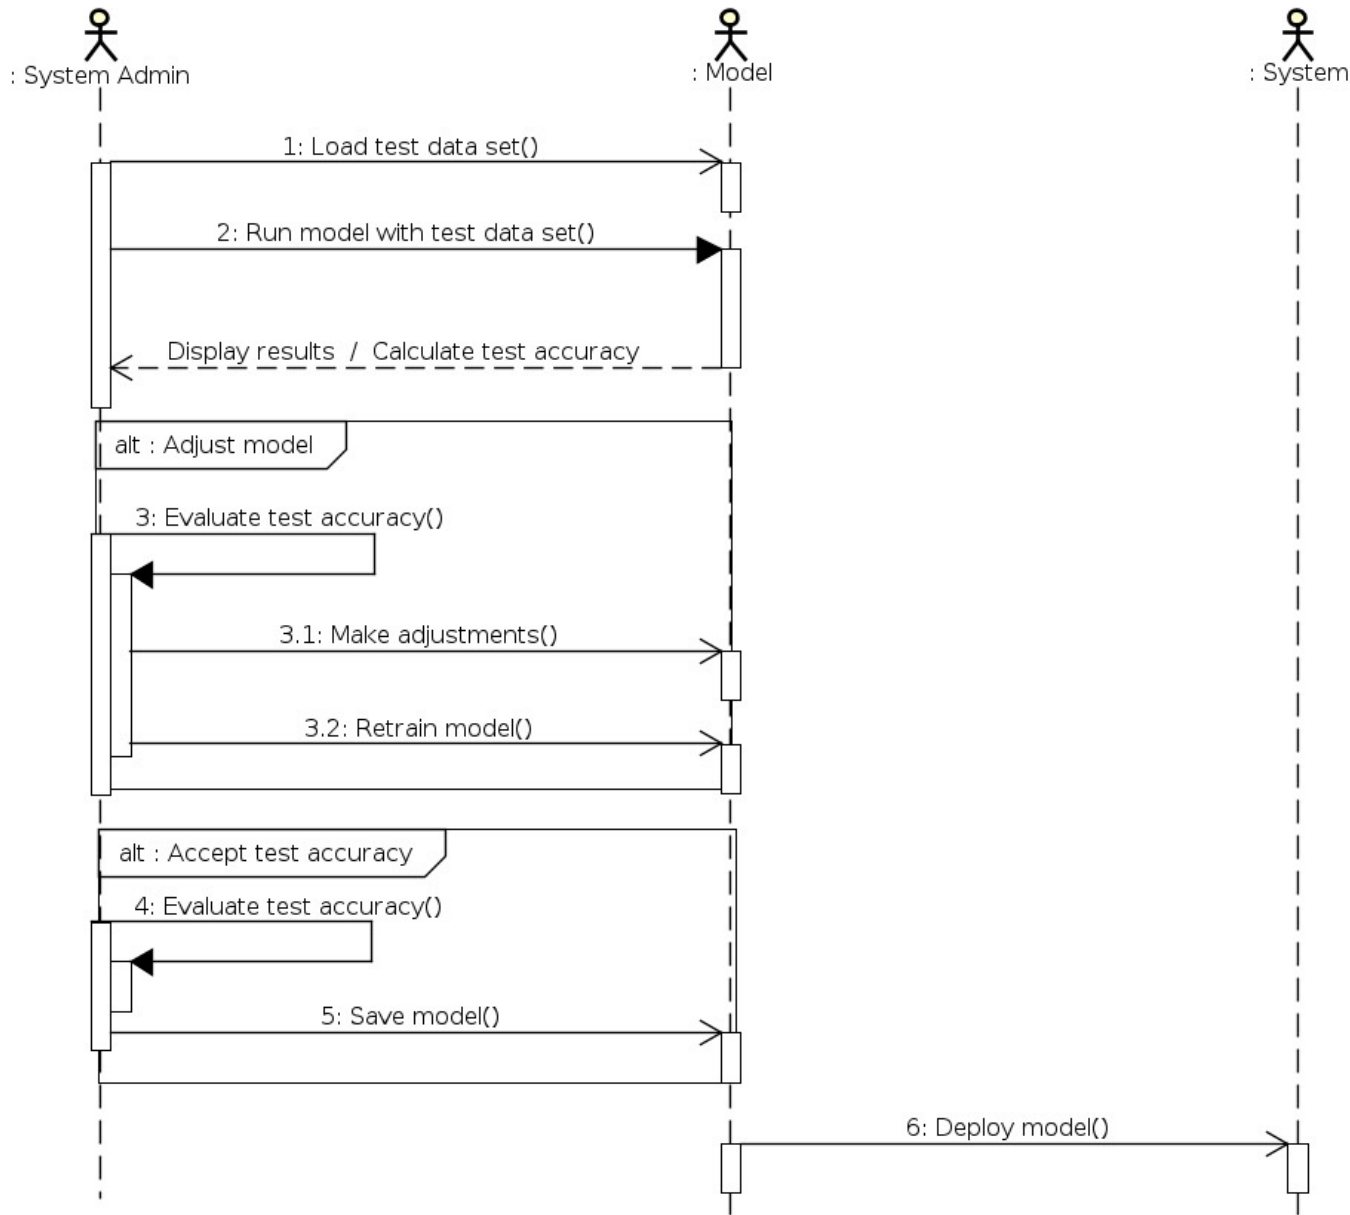 : System Admin
: Model
: System
1: Load test data set()
2: Run model with test data set()
Display results / Calculate test accuracy
alt : Adjust model
3: Evaluate test accuracy()
3.1: Make adjustments()
3.2: Retrain model()
alt : Accept test accuracy
4: Evaluate test accuracy()
5: Save model()
6: Deploy model()